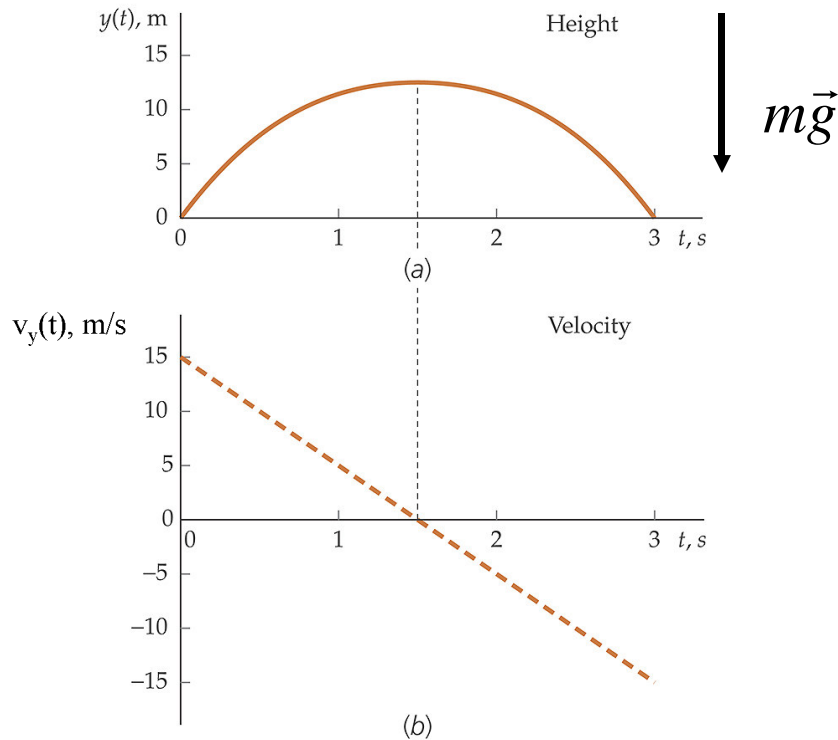 y(t), m
Height
15
10
5
0
0 1 2 3 t, s
(a)
mg⃗
v_y(t), m/s
Velocity
15
10
5
0
0 1 2 3 t, s
−5
−10
−15
(b)